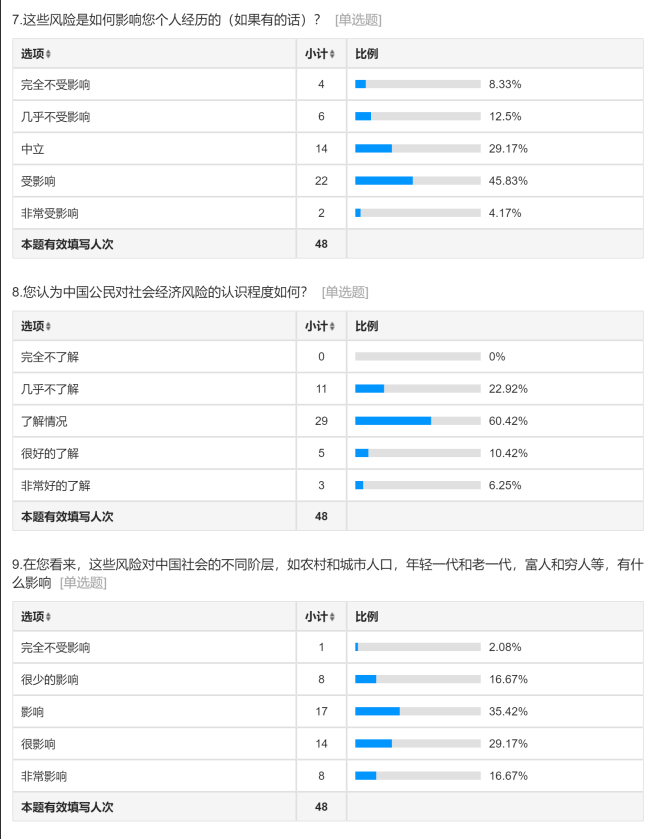 7.这些风险是如何影响您个人经历的（如果有的话）？ [单选题]
选项 小计 比例
完全不受影响 4 8.33%
几乎不受影响 6 12.5%
中立 14 29.17%
受影响 22 45.83%
非常受影响 2 4.17%
本题有效填写人次 48
8.您认为中国公民对社会经济风险的认识程度如何？ [单选题]
选项 小计 比例
完全不了解 0 0%
几乎不了解 11 22.92%
了解情况 29 60.42%
很好的了解 5 10.42%
非常好的了解 3 6.25%
本题有效填写人次 48
9.在您看来，这些风险对中国社会的不同阶层，如农村和城市人口，年轻一代和老一代，富人和穷人等，有什
么影响 [单选题]
选项 小计 比例
完全不受影响 1 2.08%
很少的影响 8 16.67%
影响 17 35.42%
很影响 14 29.17%
非常影响 8 16.67%
本题有效填写人次 48